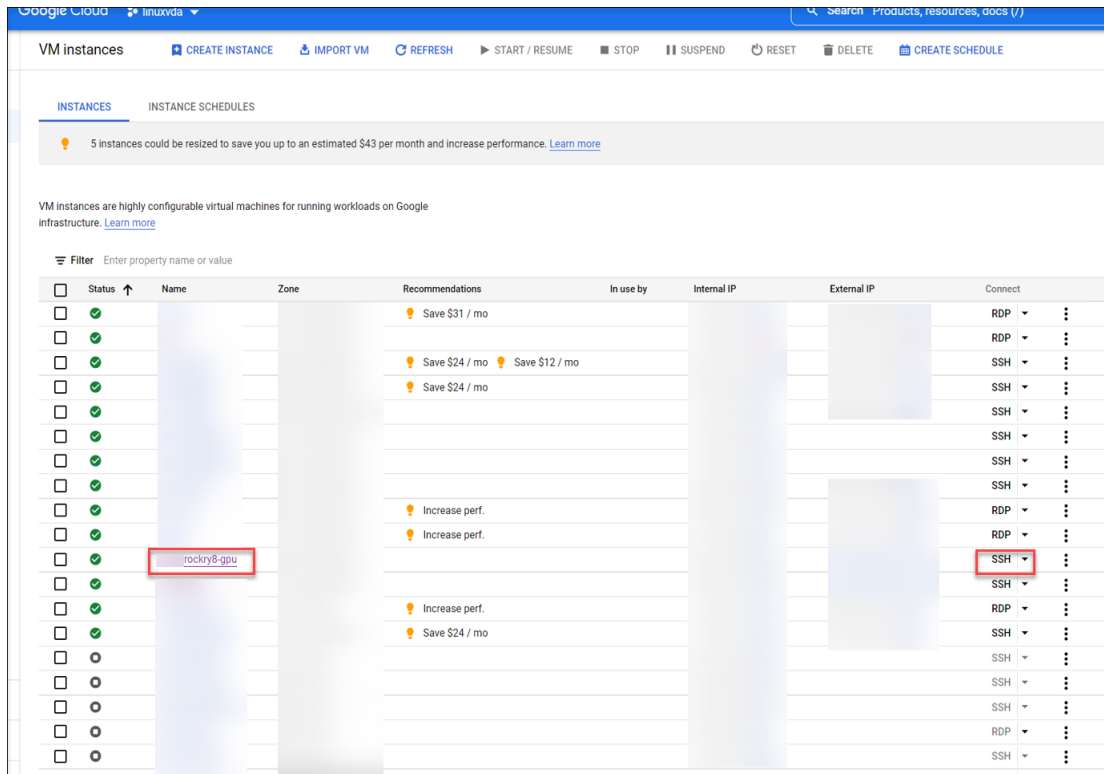 Google Cloud linuxvda Search Products, resources, docs (/)
VM instances CREATE INSTANCE IMPORT VM REFRESH START / RESUME STOP SUSPEND RESET DELETE CREATE SCHEDULE
INSTANCES INSTANCE SCHEDULES
5 instances could be resized to save you up to an estimated $43 per month and increase performance. Learn more
VM instances are highly configurable virtual machines for running workloads on Google
infrastructure. Learn more
Filter Enter property name or value
Status Name Zone Recommendations In use by Internal IP External IP Connect
Save $31 / mo RDP
RDP
Save $24 / mo Save $12 / mo SSH
Save $24 / mo SSH
SSH
SSH
SSH
SSH
Increase perf. RDP
Increase perf. RDP
rockry8-gpu SSH
SSH
Increase perf. RDP
Save $24 / mo SSH
SSH
SSH
SSH
RDP
SSH